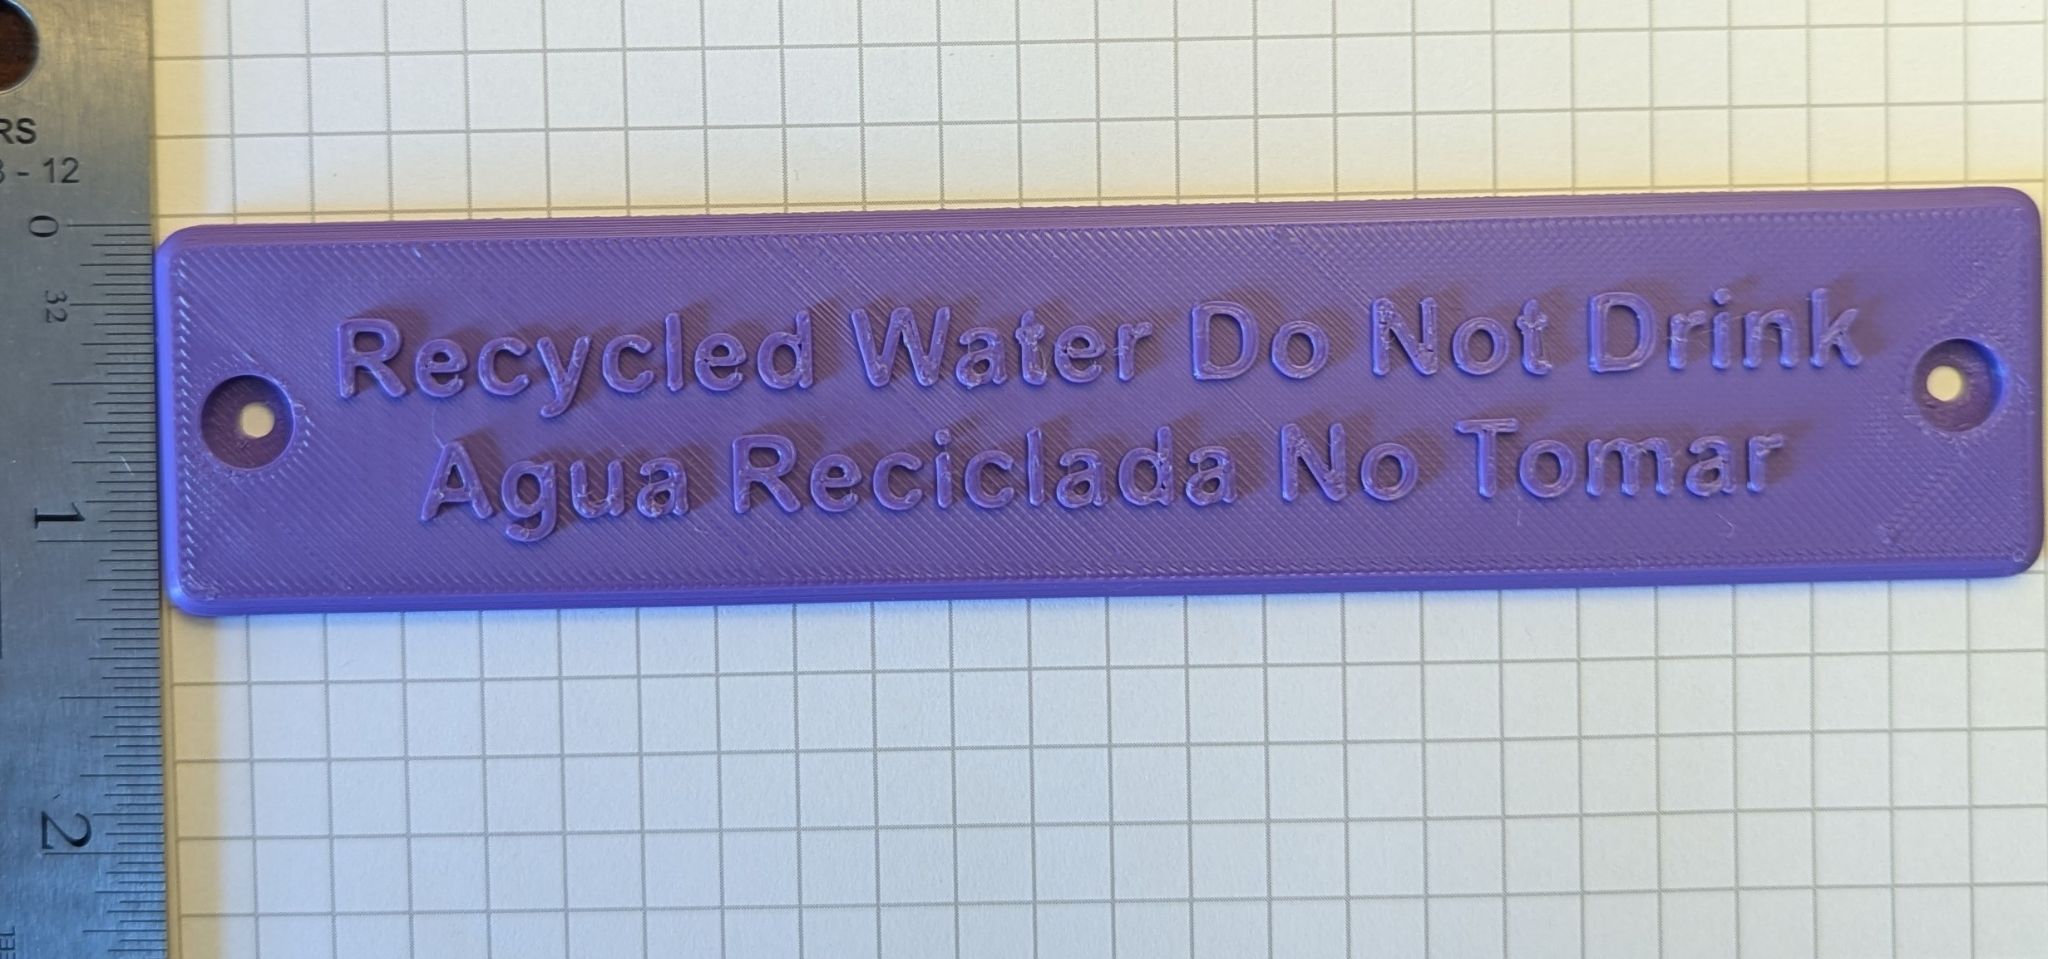 RS
- 12
0
32
1
2
Recycled Water Do Not Drink
Agua Reciclada No Tomar